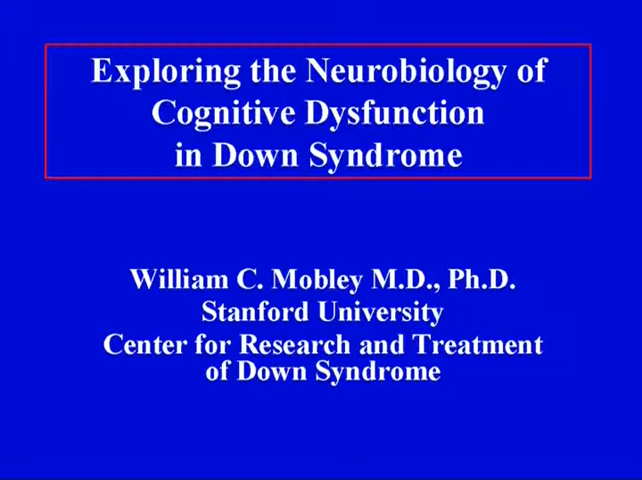 Exploring the Neurobiology of
Cognitive Dysfunction
in Down Syndrome
William C. Mobley M.D., Ph.D.
Stanford University
Center for Research and Treatment
of Down Syndrome